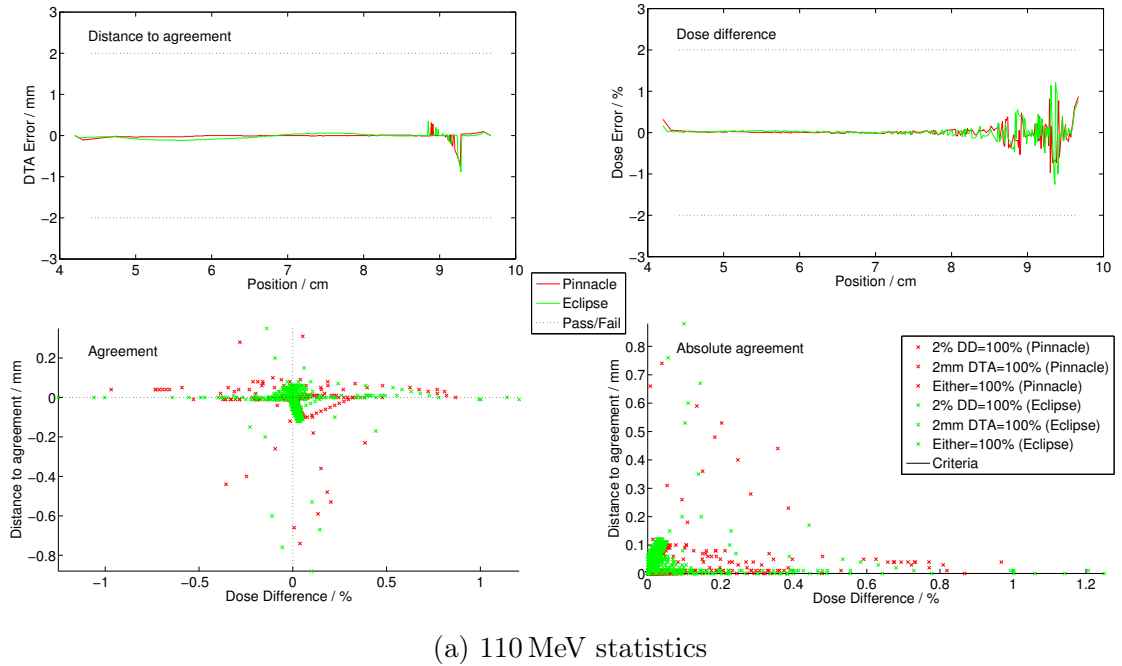 Distance to agreement
DTA Error / mm
3
2
1
0
−1
−2
−3
4
5
6
7
8
9
10
Position / cm
Dose difference
Dose Error / %
3
2
1
0
−1
−2
−3
4
5
6
7
8
9
10
Position / cm
Pinnacle
Eclipse
Pass/Fail
Agreement
Distance to agreement / mm
0.2
0
−0.2
−0.4
−0.6
−0.8
−1
−0.5
0
0.5
1
Dose Difference / %
Absolute agreement
Distance to agreement / mm
0.8
0.7
0.6
0.5
0.4
0.3
0.2
0.1
0
0
0.2
0.4
0.6
0.8
1
1.2
Dose Difference / %
2% DD=100% (Pinnacle)
2mm DTA=100% (Pinnacle)
Either=100% (Pinnacle)
2% DD=100% (Eclipse)
2mm DTA=100% (Eclipse)
Either=100% (Eclipse)
Criteria
(a) 110 MeV statistics